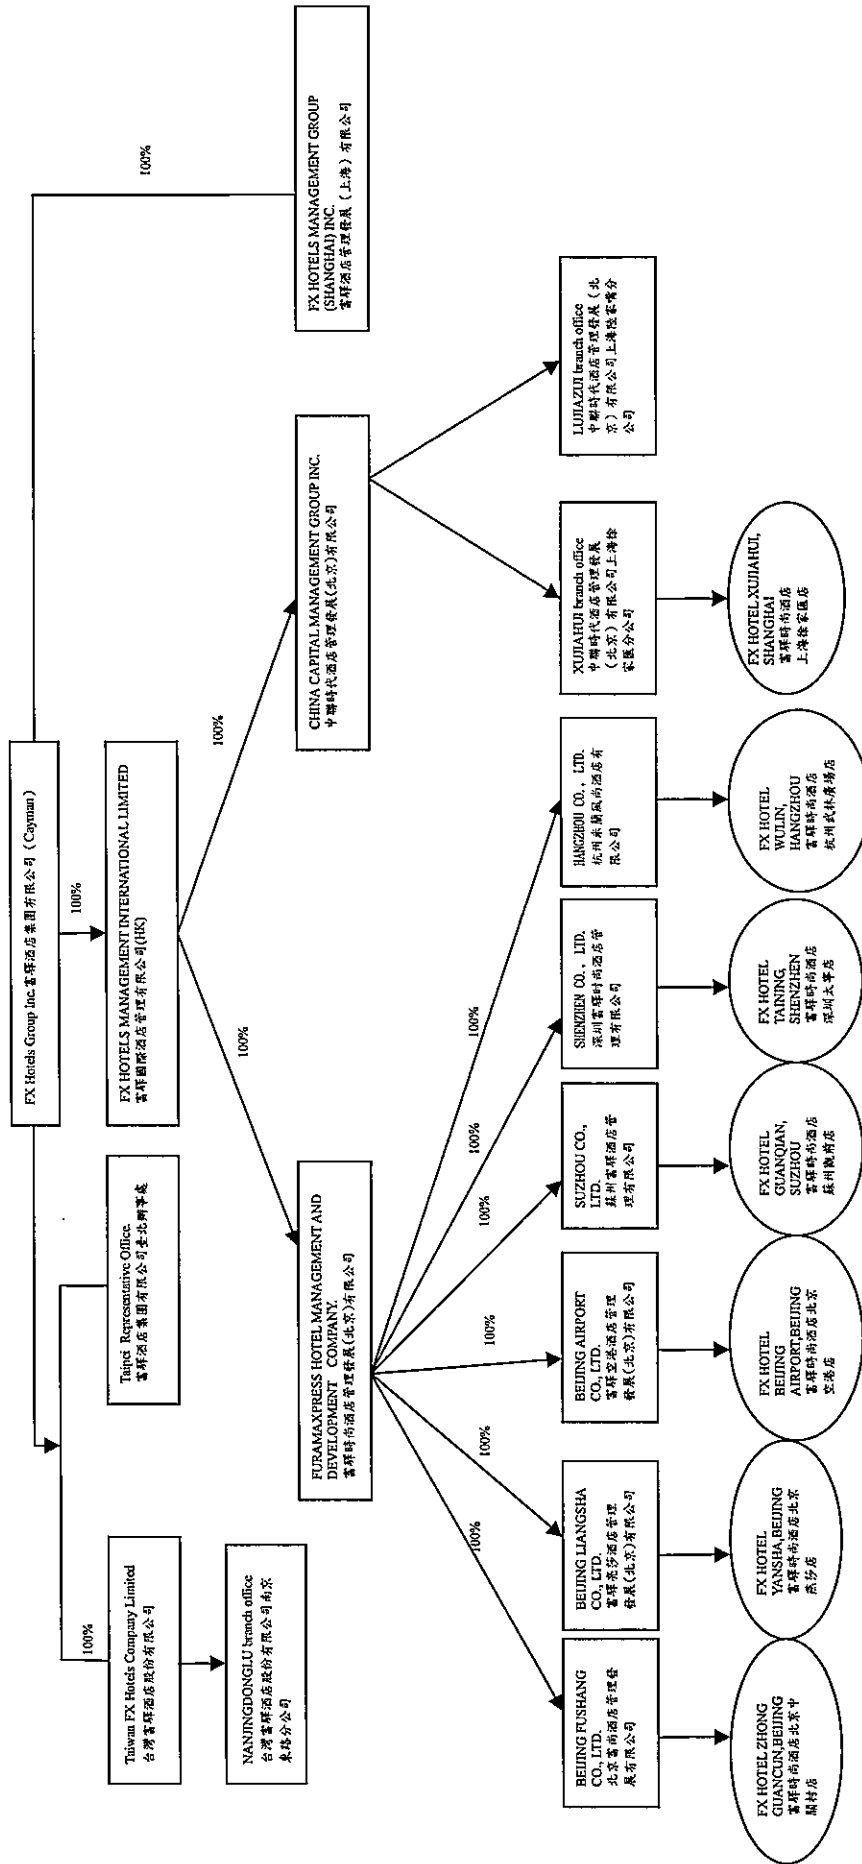 FX Hotels Group Inc.富驛酒店集團有限公司 (Cayman)
100%
100%
100%
Taiwan FX Hotels Company Limited
台灣富驛酒店股份有限公司
Taipei Representative Office.
富驛酒店集團有限公司臺北辦事處
FX HOTELS MANAGEMENT INTERNATIONAL LIMITED
富驛國際酒店管理有限公司(HK)
NANJINGDONGLU branch office
台灣富驛酒店股份有限公司南京
東路分公司
100%
100%
FURAMAXPRESS HOTEL MANAGEMENT AND
DEVELOPMENT COMPANY.
富驛時尚酒店管理發展(北京)有限公司
CHINA CAPITAL MANAGEMENT GROUP INC.
中聯時代酒店管理發展(北京)有限公司
FX HOTELS MANAGEMENT GROUP
(SHANGHAI) INC.
富驛酒店管理發展（上海）有限公司
100%
100%
100%
100%
100%
100%
BEIJING FUSHANG
CO., LTD.
北京富尚酒店管理發
展有限公司
BEIJING LIANGSHA
CO., LTD.
富驛亮莎酒店管理
發展(北京)有限公司
BEIJING AIRPORT
CO., LTD.
富驛空港酒店管理
發展(北京)有限公司
SUZHOU CO.,
LTD.
蘇州富驛酒店管
理有限公司
SHENZHEN CO., LTD.
深圳富驛時尚酒店管
理有限公司
HANGZHOU CO., LTD.
杭州米蘭風尚酒店有
限公司
XUJIAHUI branch office
中聯時代酒店管理發展
（北京）有限公司上海徐
家匯分公司
LUJIAZUI branch office
中聯時代酒店管理發展（北
京）有限公司上海陸家嘴分
公司
FX HOTEL ZHONG
GUANCUN,BEIJING
富驛時尚酒店北京中
關村店
FX HOTEL
YANSHA,BEIJING
富驛時尚酒店北京
燕莎店
FX HOTEL
BEIJING
AIRPORT,BEIJING
富驛時尚酒店北京
空港店
FX HOTEL
GUANQIAN,
SUZHOU
富驛時尚酒店
蘇州觀前店
FX HOTEL
TAINING,
SHENZHEN
富驛時尚酒店
深圳太寧店
FX HOTEL
WULIN,
HANGZHOU
富驛時尚酒店
杭州武林廣場店
FX HOTEL XUJIAHUI,
SHANGHAI
富驛時尚酒店
上海徐家匯店